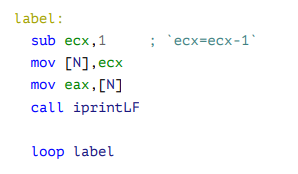 label:
sub ecx,1 ; `ecx=ecx-1`
mov [N],ecx
mov eax,[N]
call iprintLF
loop label